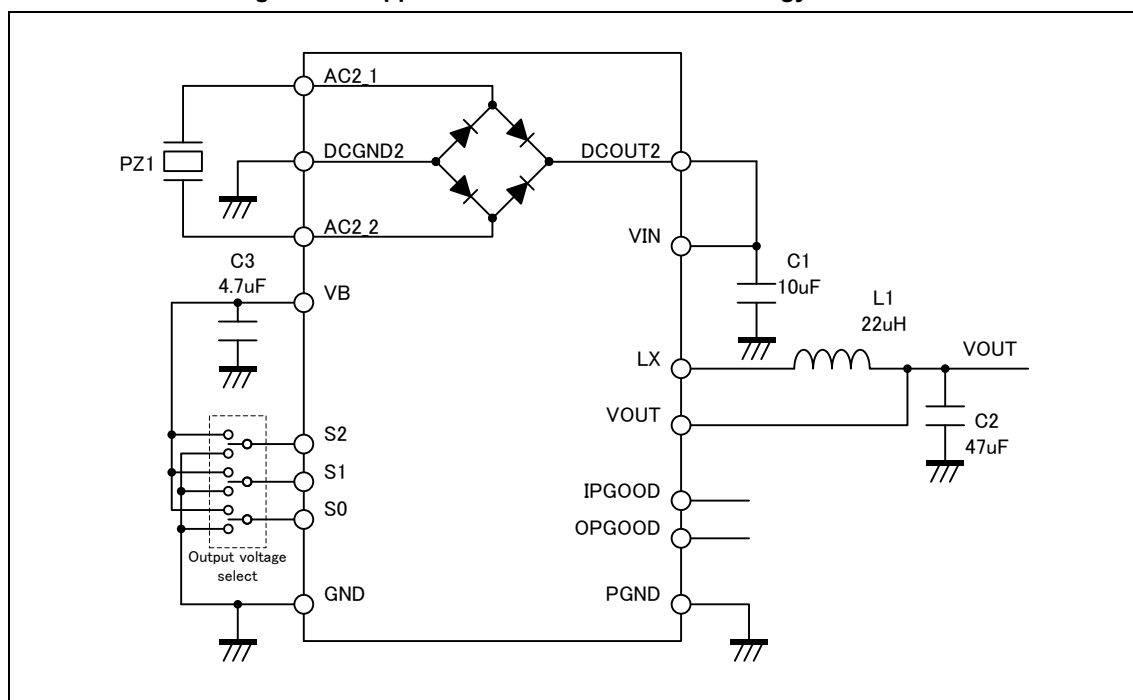 AC2_1
PZ1
DCGND2
DCOUT2
AC2_2
VIN
C3
4.7uF
VB
C1
10uF
L1
22uH
LX
VOUT
VOUT
C2
47uF
S2
S1
S0
IPGOOD
OPGOOD
Output voltage
select
GND
PGND